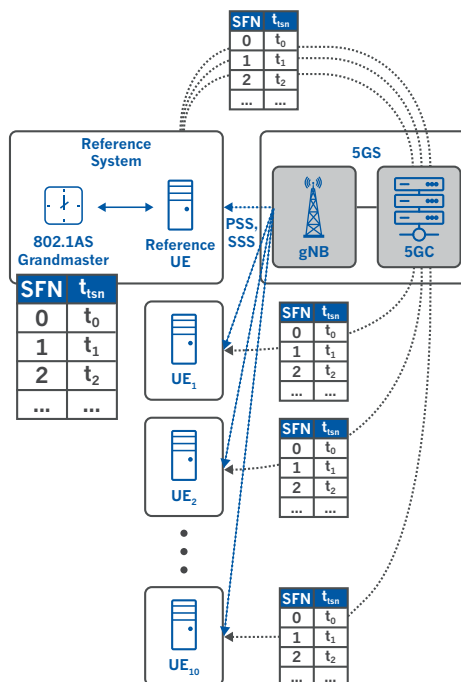 SFN t_tsn
0 t_0
1 t_1
2 t_2
... ...
Reference
System
5GS
802.1AS
Grandmaster
Reference
UE
PSS,
SSS
gNB
5GC
SFN t_tsn
0 t_0
1 t_1
2 t_2
... ...
UE_1
SFN t_tsn
0 t_0
1 t_1
2 t_2
... ...
UE_2
SFN t_tsn
0 t_0
1 t_1
2 t_2
... ...
UE_10
SFN t_tsn
0 t_0
1 t_1
2 t_2
... ...